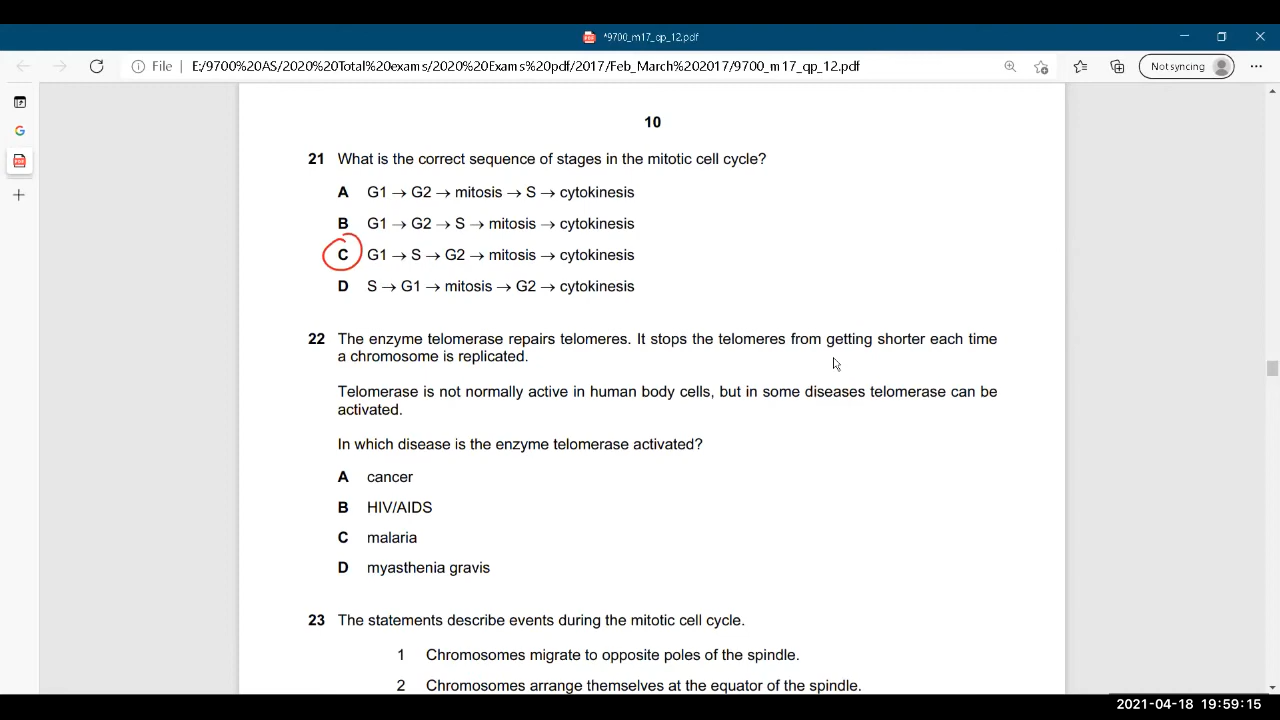 *9700_m17_qp_12.pdf
File
E:/9700%20AS/2020%20Total%20exams/2020%20Exams%20pdf/2017/Feb_March%202017/9700_m17_qp_12.pdf
Not syncing
10
21 What is the correct sequence of stages in the mitotic cell cycle?
A G1 → G2 → mitosis → S → cytokinesis
B G1 → G2 → S → mitosis → cytokinesis
C G1 → S → G2 → mitosis → cytokinesis
D S → G1 → mitosis → G2 → cytokinesis
22 The enzyme telomerase repairs telomeres. It stops the telomeres from getting shorter each time
a chromosome is replicated.
Telomerase is not normally active in human body cells, but in some diseases telomerase can be
activated.
In which disease is the enzyme telomerase activated?
A cancer
B HIV/AIDS
C malaria
D myasthenia gravis
23 The statements describe events during the mitotic cell cycle.
1 Chromosomes migrate to opposite poles of the spindle.
2 Chromosomes arrange themselves at the equator of the spindle.
2021-04-18 19:59:15